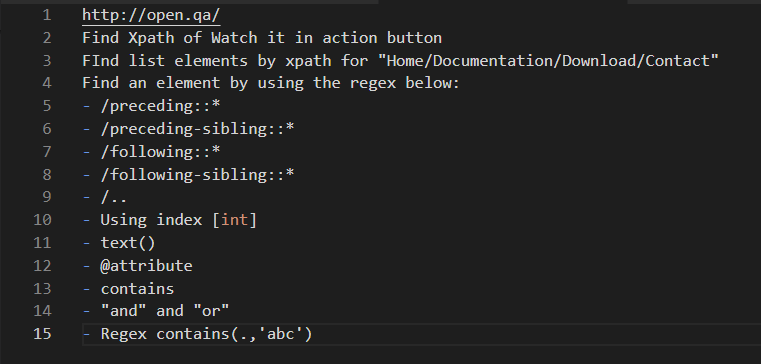 1 http://open.qa/
2 Find Xpath of Watch it in action button
3 FInd list elements by xpath for "Home/Documentation/Download/Contact"
4 Find an element by using the regex below:
5 - /preceding::*
6 - /preceding-sibling::*
7 - /following::*
8 - /following-sibling::*
9 - /..
10 - Using index [int]
11 - text()
12 - @attribute
13 - contains
14 - "and" and "or"
15 - Regex contains(.,'abc')